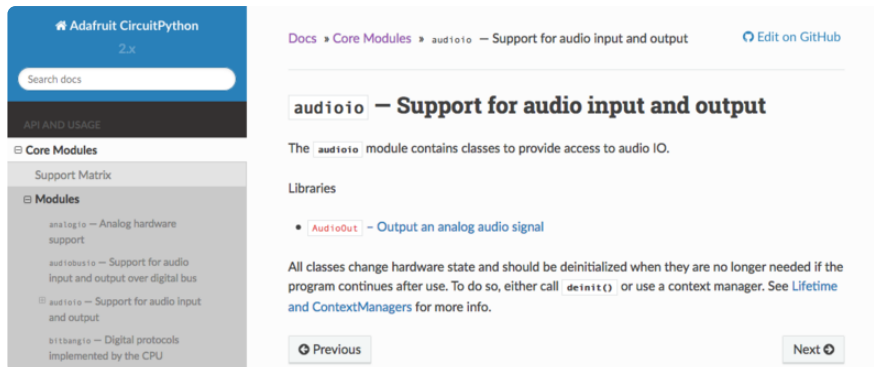 Adafruit CircuitPython
2.x
Search docs
API AND USAGE
Core Modules
Support Matrix
Modules
analogio — Analog hardware
support
audiobusio — Support for audio
input and output over digital bus
audioio — Support for audio input
and output
bitbangio — Digital protocols
implemented by the CPU
Docs » Core Modules » audioio — Support for audio input and output
Edit on GitHub
audioio — Support for audio input and output
The audioio module contains classes to provide access to audio IO.
Libraries
• AudioOut – Output an analog audio signal
All classes change hardware state and should be deinitialized when they are no longer needed if the
program continues after use. To do so, either call deinit() or use a context manager. See Lifetime
and ContextManagers for more info.
Previous
Next